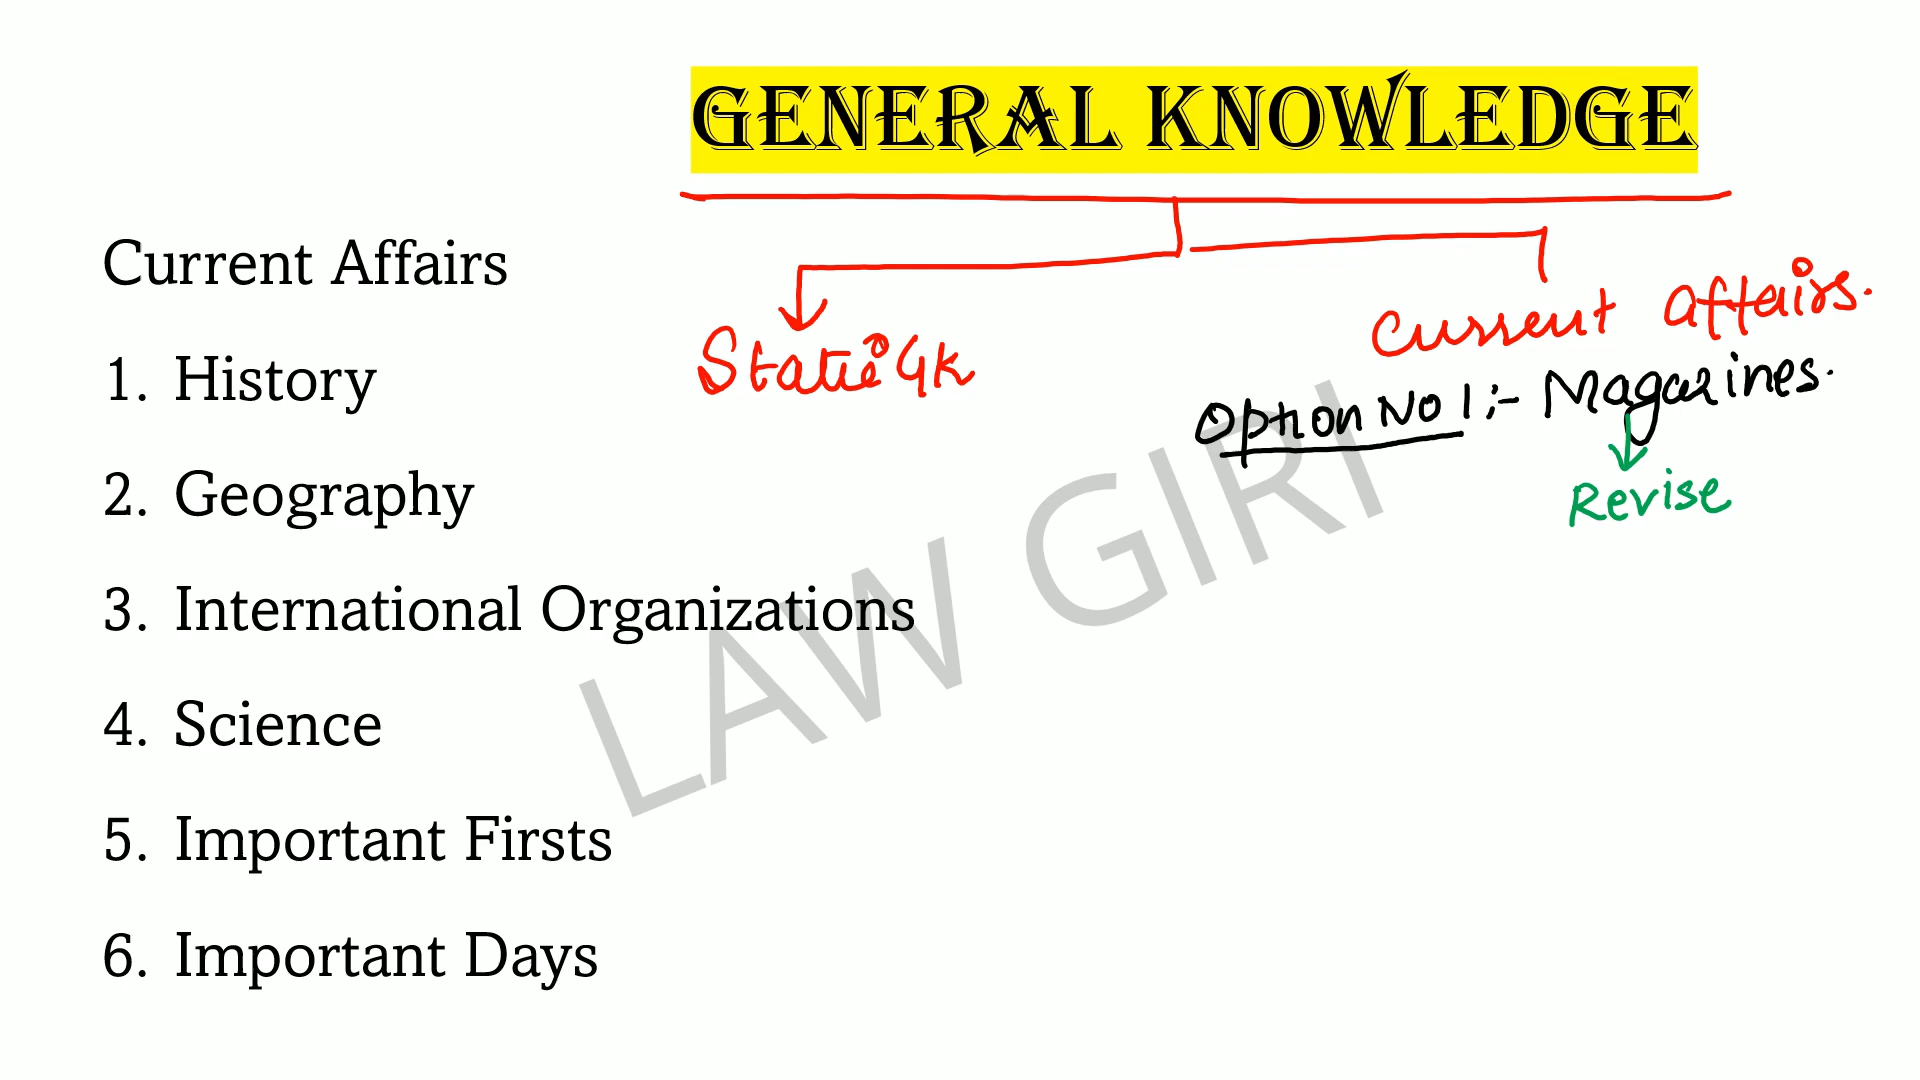 GENERAL KNOWLEDGE
Current Affairs
1. History
2. Geography
3. International Organizations
4. Science
5. Important Firsts
6. Important Days
Static Gk
Current affairs.
Option No 1:- Magazines.
Revise
LAW GIRI